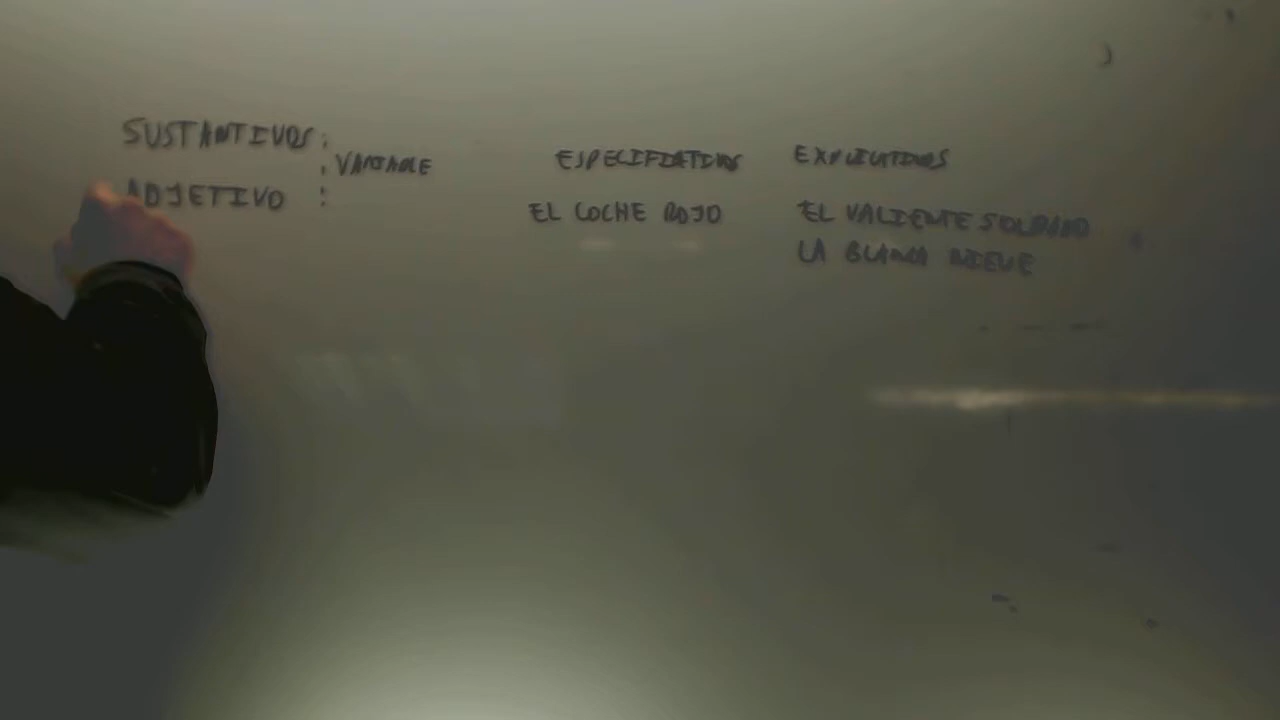 SUSTANTIVOS:
: VARIABLE
ADJETIVO :
ESPECIFICATIVOS
EL COCHE ROJO
EXPLICATIVOS
EL VALIENTE SOLDADO
LA BLANCA NIEVE